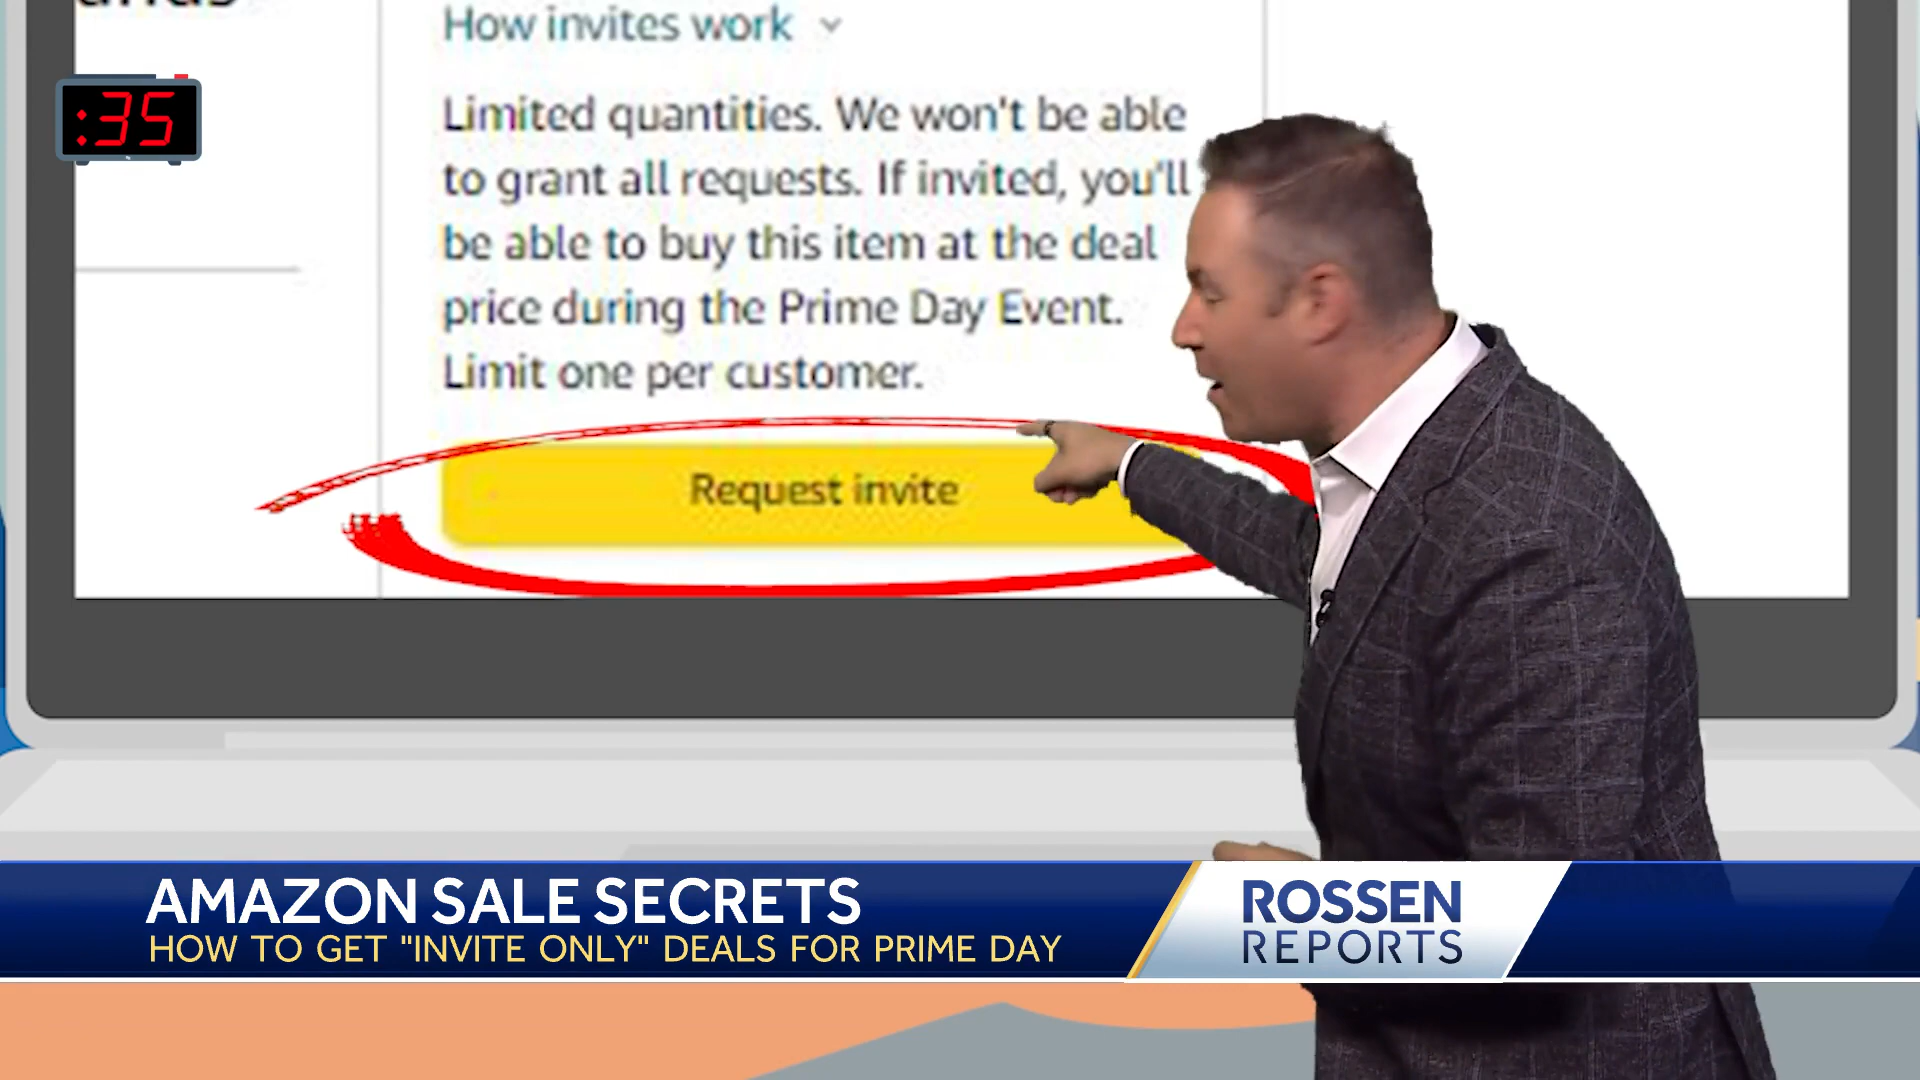 How invites work
:35
Limited quantities. We won't be able
to grant all requests. If invited, you'll
be able to buy this item at the deal
price during the Prime Day Event.
Limit one per customer.
Request invite
AMAZON SALE SECRETS
HOW TO GET "INVITE ONLY" DEALS FOR PRIME DAY
ROSSEN
REPORTS